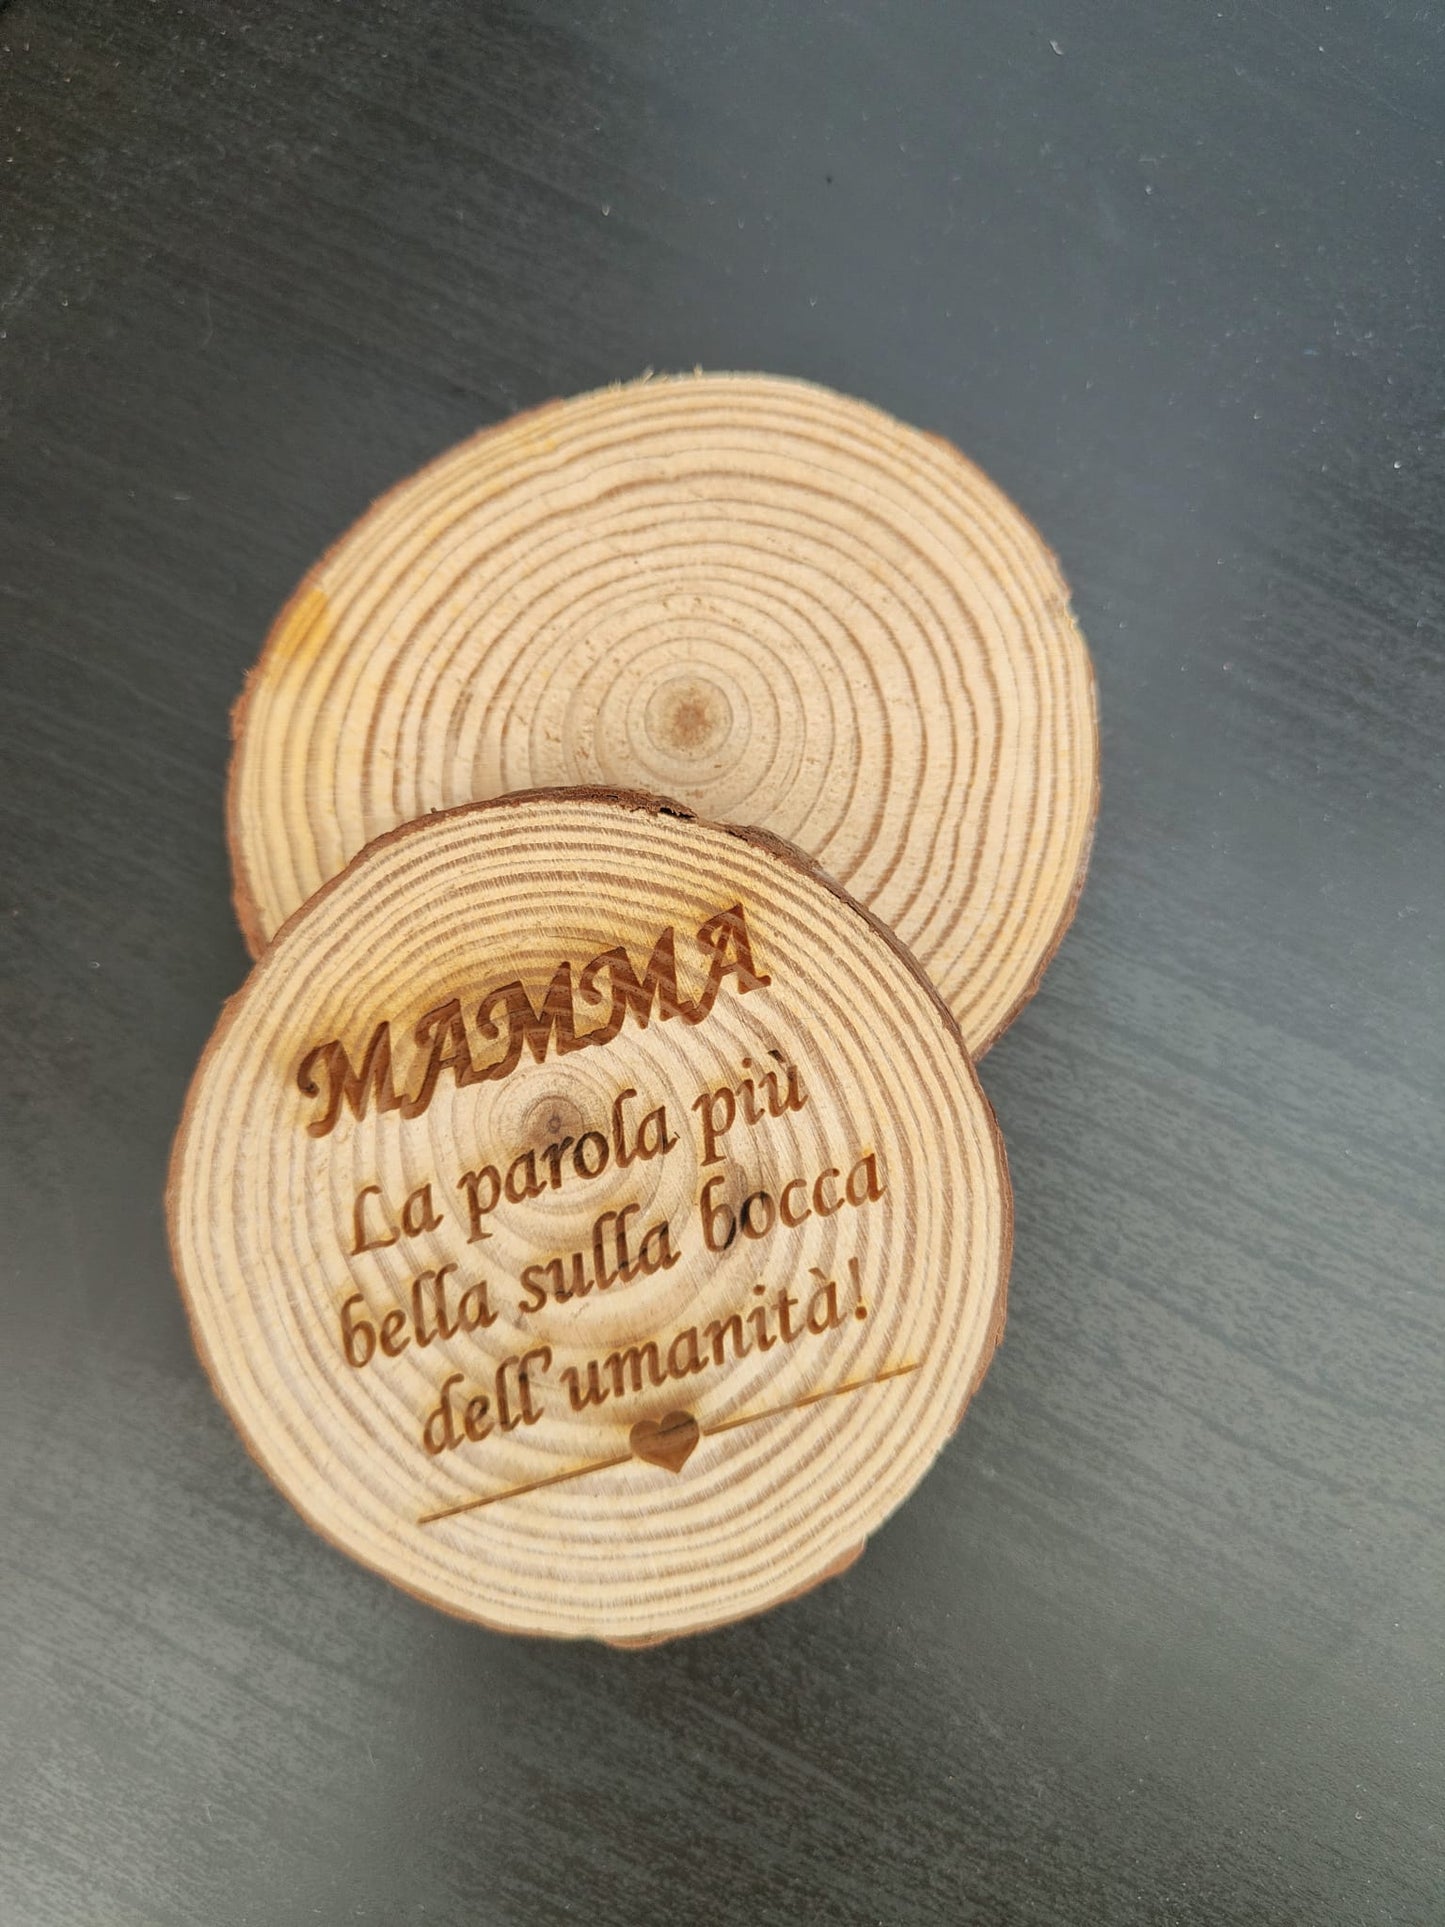 MAMMA
La parola più
bella sulla bocca
dell'umanità!